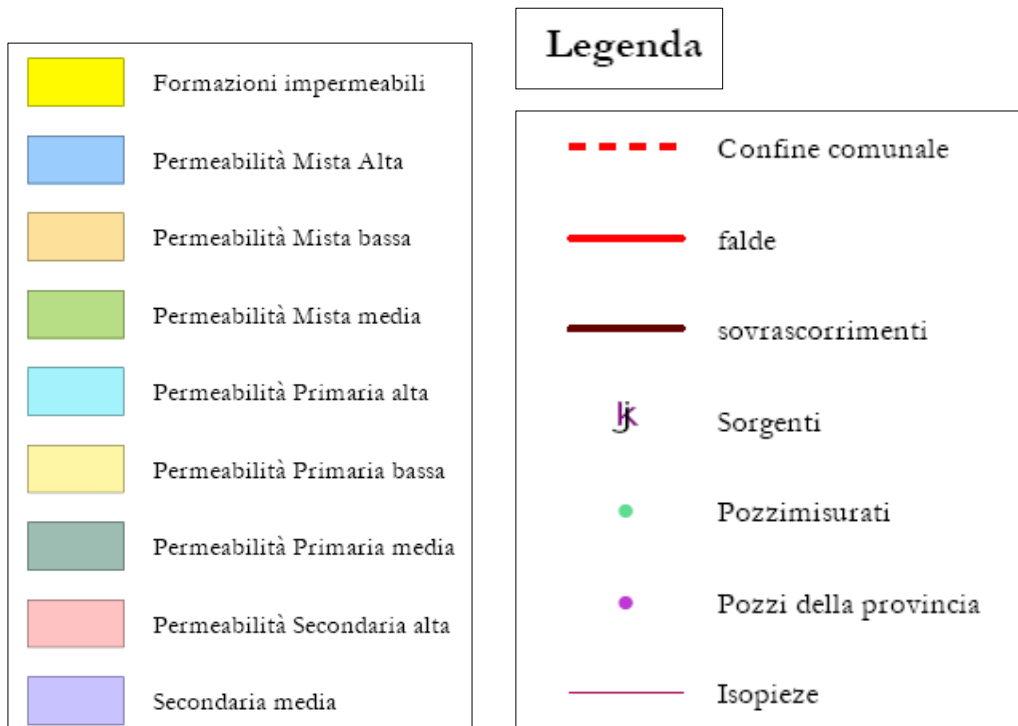 Formazioni impermeabili
Permeabilità Mista Alta
Permeabilità Mista bassa
Permeabilità Mista media
Permeabilità Primaria alta
Permeabilità Primaria bassa
Permeabilità Primaria media
Permeabilità Secondaria alta
Secondaria media
Legenda
Confine comunale
falde
sovrascorrimenti
Sorgenti
Pozzimisurati
Pozzi della provincia
Isopieze